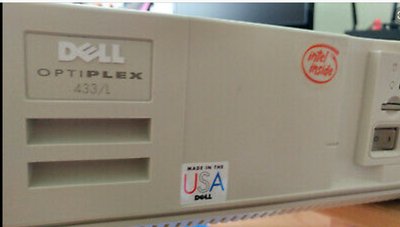 DELL
OPTIPLEX
433/L
intel
inside
MADE IN THE
USA
DELL